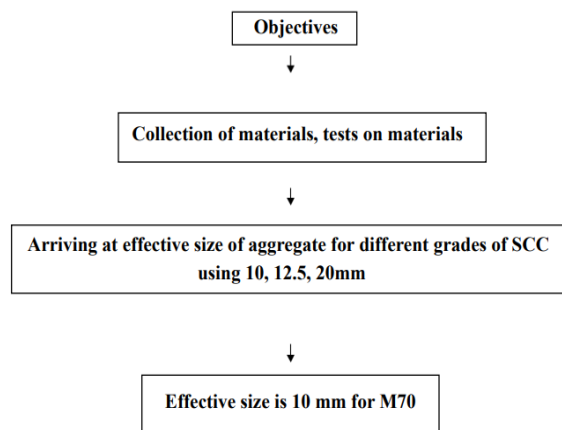 Objectives
Collection of materials, tests on materials
Arriving at effective size of aggregate for different grades of SCC
using 10, 12.5, 20mm
Effective size is 10 mm for M70